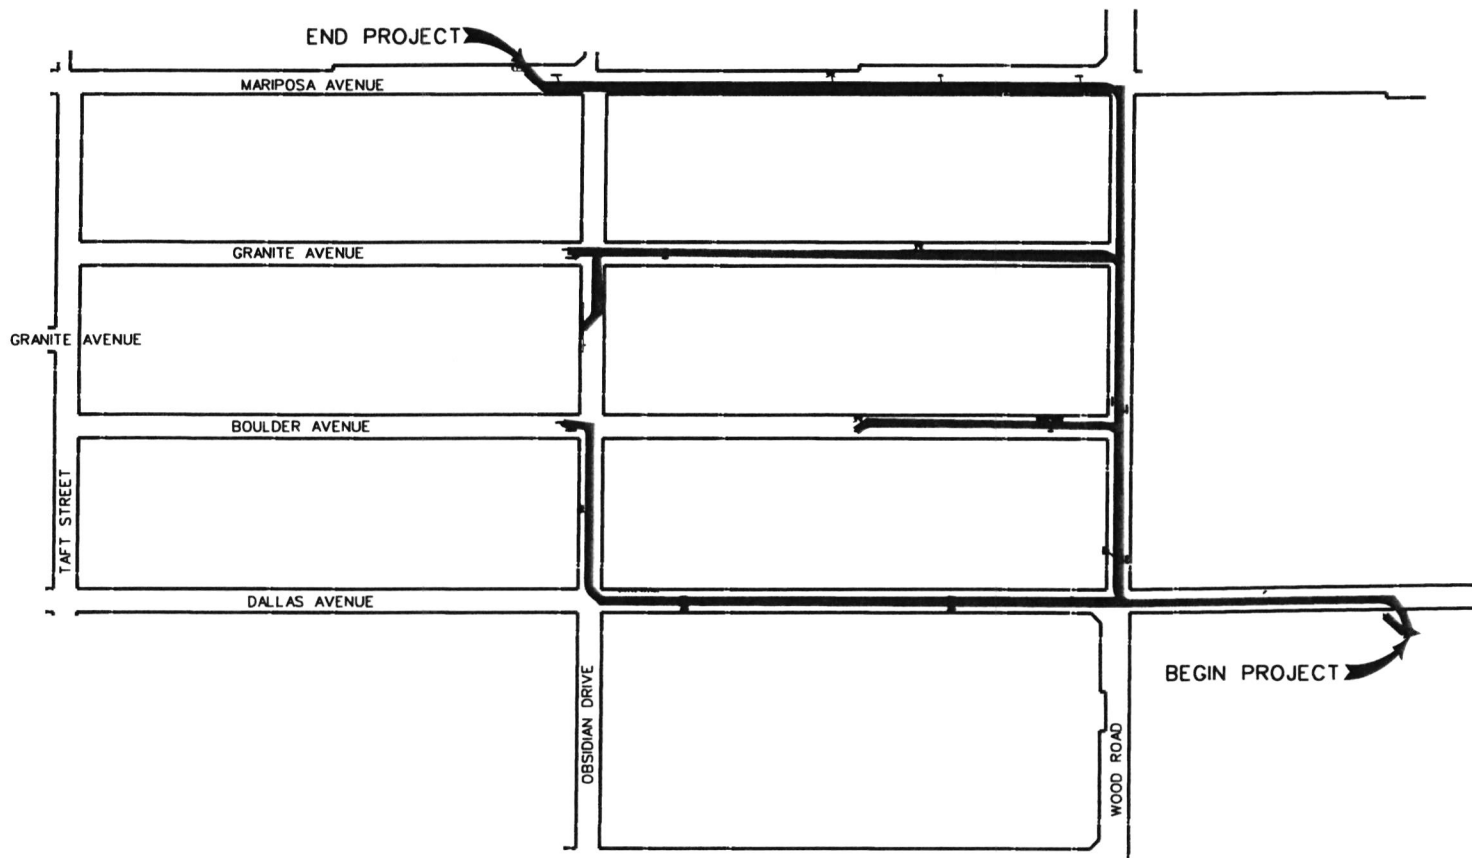 END PROJECT
MARIPOSA AVENUE
GRANITE AVENUE
GRANITE AVENUE
BOULDER AVENUE
TAFT STREET
DALLAS AVENUE
BEGIN PROJECT
OBSIDIAN DRIVE
WOOD ROAD